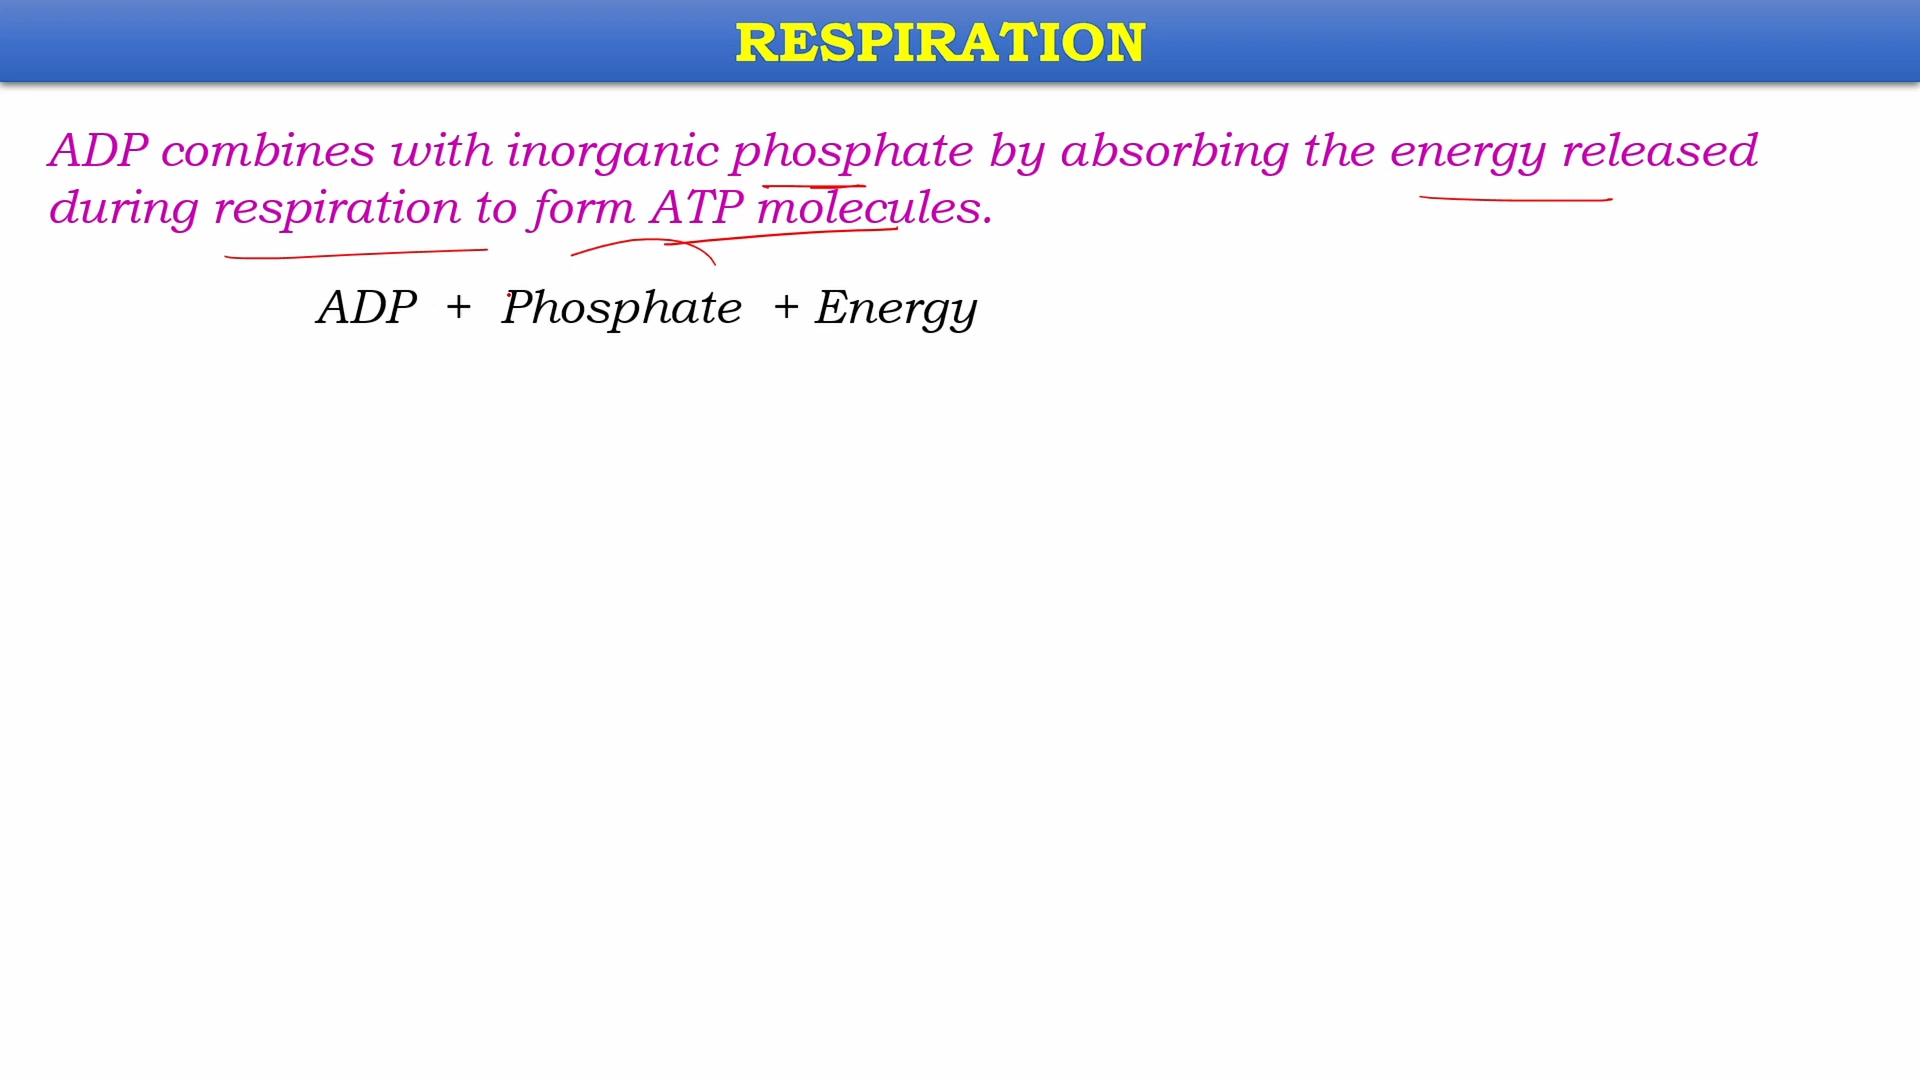 RESPIRATION
ADP combines with inorganic phosphate by absorbing the energy released
during respiration to form ATP molecules.
ADP + Phosphate + Energy